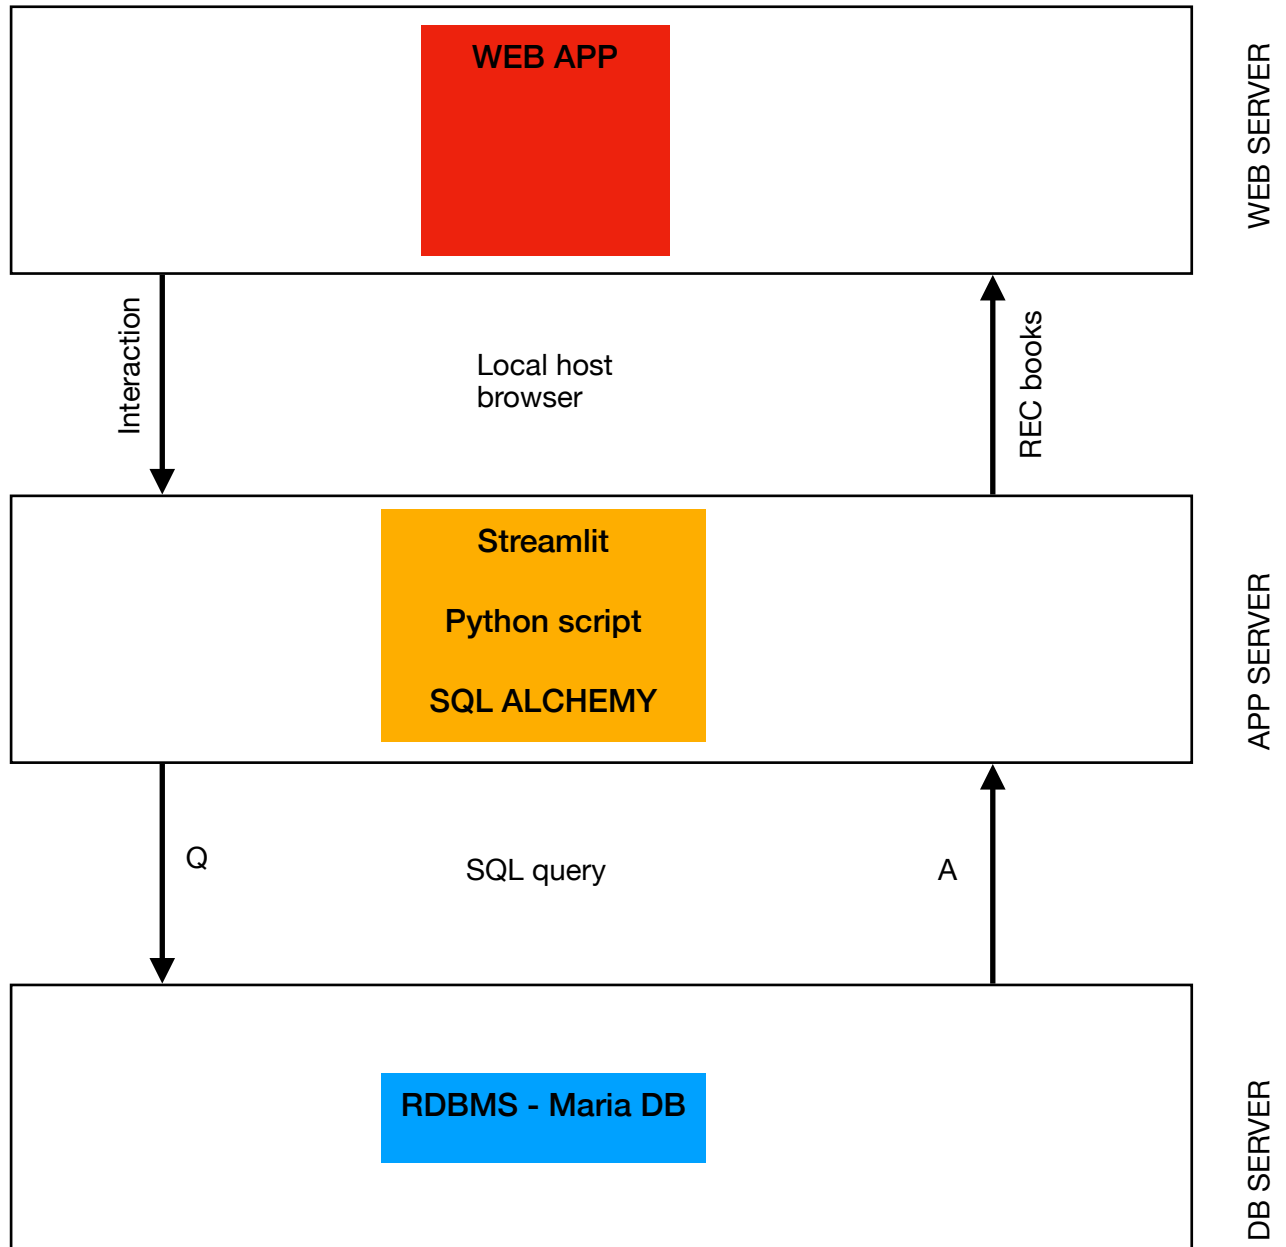 WEB APP
WEB SERVER
Interaction
Local host
browser
REC books
Streamlit
Python script
SQL ALCHEMY
APP SERVER
Q
SQL query
A
RDBMS - Maria DB
DB SERVER